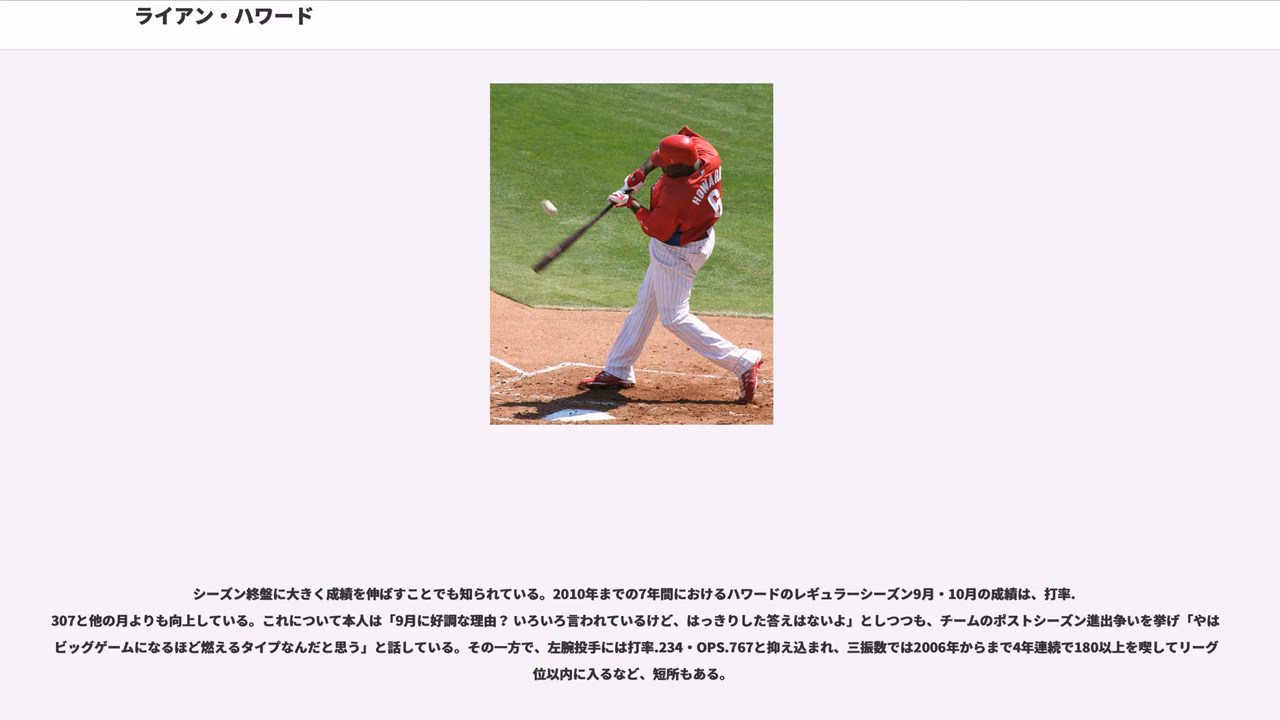 ライアン・ハワード
HOWARD
6
シーズン終盤に大きく成績を伸ばすことでも知られている。2010年までの7年間におけるハワードのレギュラーシーズン9月・10月の成績は、打率.
307と他の月よりも向上している。これについて本人は「9月に好調な理由？ いろいろ言われているけど、はっきりした答えはないよ」としつつも、チームのポストシーズン進出争いを挙げ「やは
ビッグゲームになるほど燃えるタイプなんだと思う」と話している。その一方で、左腕投手には打率.234・OPS.767と抑え込まれ、三振数では2006年からまで4年連続で180以上を喫してリーグ
位以内に入るなど、短所もある。